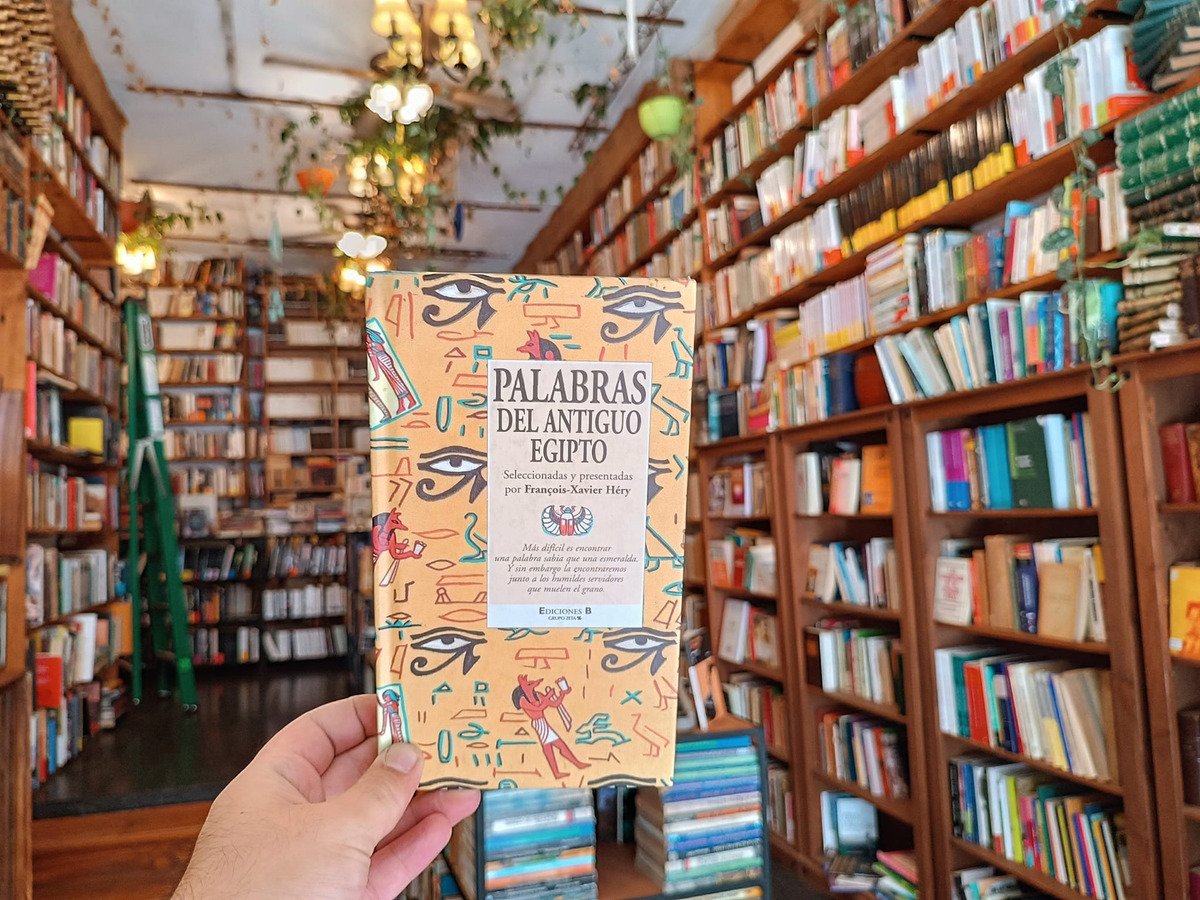 PALABRAS
DEL ANTIGUO
EGIPTO
Seleccionadas y presentadas
por François-Xavier Héry
Más difícil es encontrar
una palabra sabia que una esmeralda.
Y sin embargo la encontraremos
junto a los humildes servidores
que muelen el grano.
EDICIONES B
GRUPO ZETA